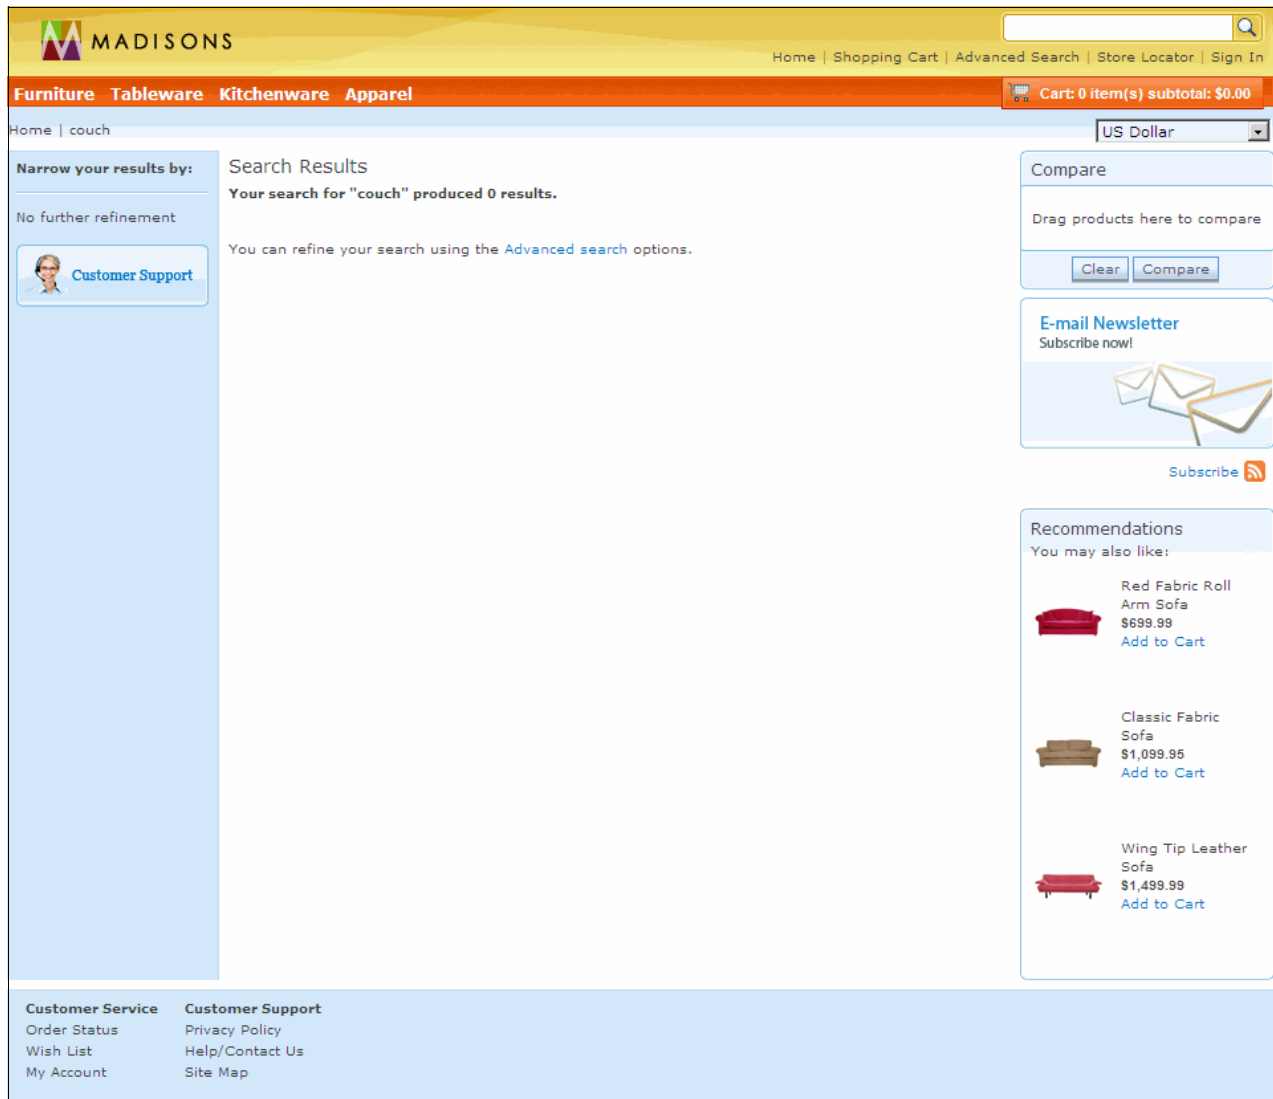 MADISONS
Home | Shopping Cart | Advanced Search | Store Locator | Sign In
Furniture Tableware Kitchenware Apparel
Cart: 0 item(s) subtotal: $0.00
Home | couch
US Dollar
Narrow your results by:
No further refinement
Customer Support
Search Results
Your search for "couch" produced 0 results.
You can refine your search using the Advanced search options.
Compare
Drag products here to compare
Clear Compare
E-mail Newsletter
Subscribe now!
Subscribe
Recommendations
You may also like:
Red Fabric Roll
Arm Sofa
$699.99
Add to Cart
Classic Fabric
Sofa
$1,099.95
Add to Cart
Wing Tip Leather
Sofa
$1,499.99
Add to Cart
Customer Service
Order Status
Wish List
My Account
Customer Support
Privacy Policy
Help/Contact Us
Site Map